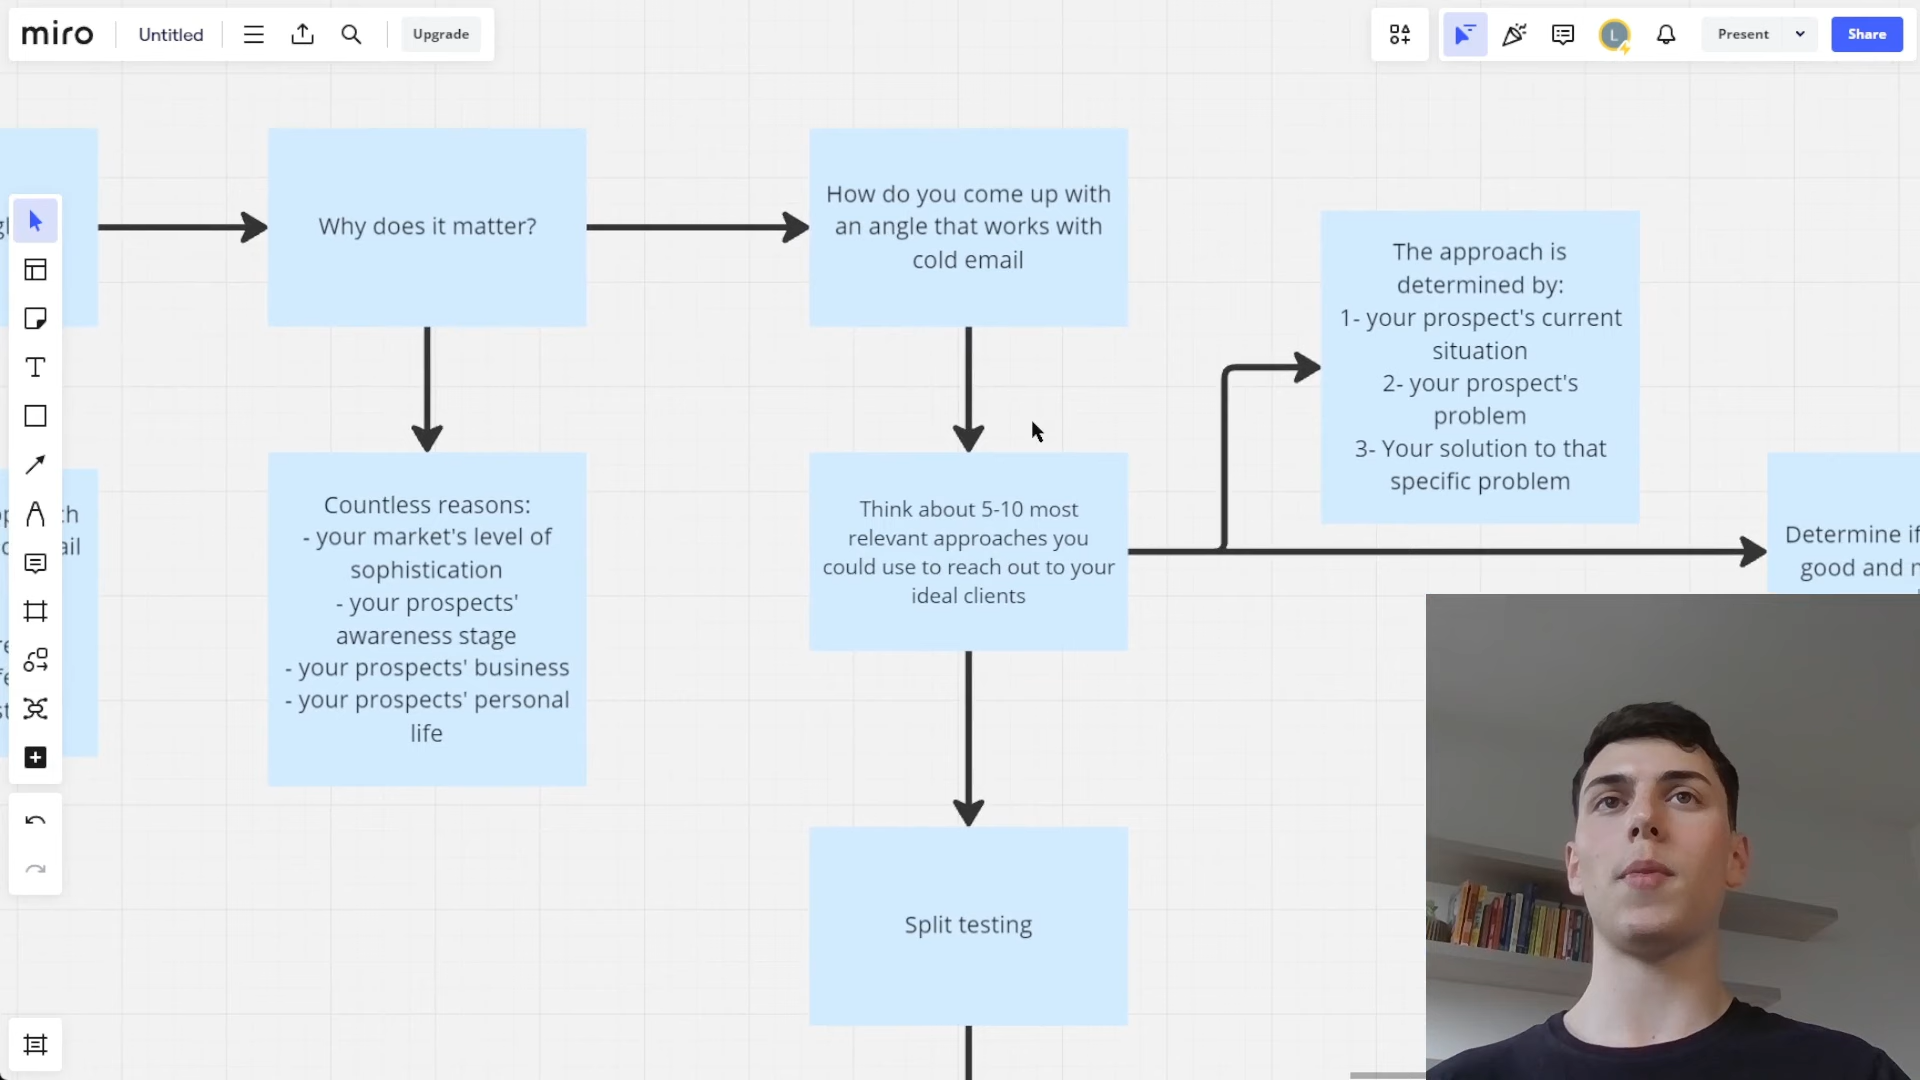 miro
Untitled
Upgrade
L
Present
Share
Why does it matter?
How do you come up with
an angle that works with
cold email
The approach is
determined by:
1- your prospect's current
situation
2- your prospect's
problem
3- Your solution to that
specific problem
Countless reasons:
- your market's level of
sophistication
- your prospects'
awareness stage
- your prospects' business
- your prospects' personal
life
Think about 5-10 most
relevant approaches you
could use to reach out to your
ideal clients
Determine if
good and
Split testing